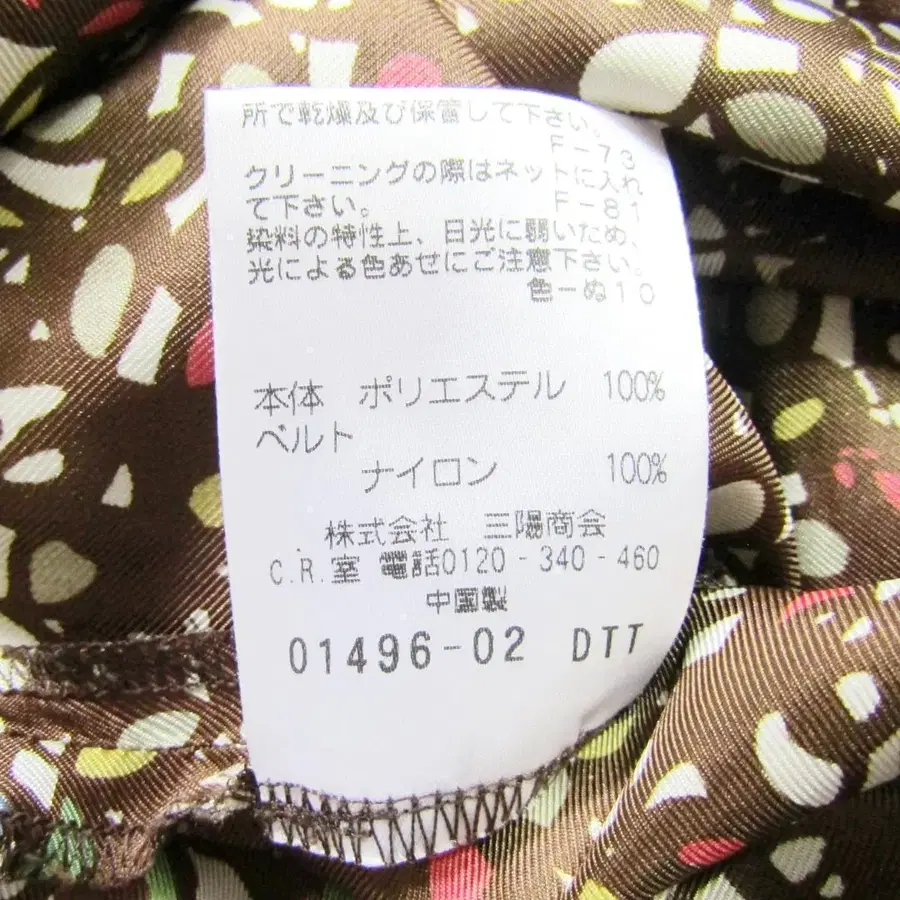 所で乾燥及び保管して下さい。
F-73
クリーニングの際はネットに入れ
て下さい。 F-81
染料の特性上、日光に弱いため、
光による色あせにご注意下さい。
色-ぬ10
本体 ポリエステル 100%
ベルト
ナイロン 100%
株式会社 三陽商会
C.R.室 電話0120-340-460
中国製
01496-02 DTT